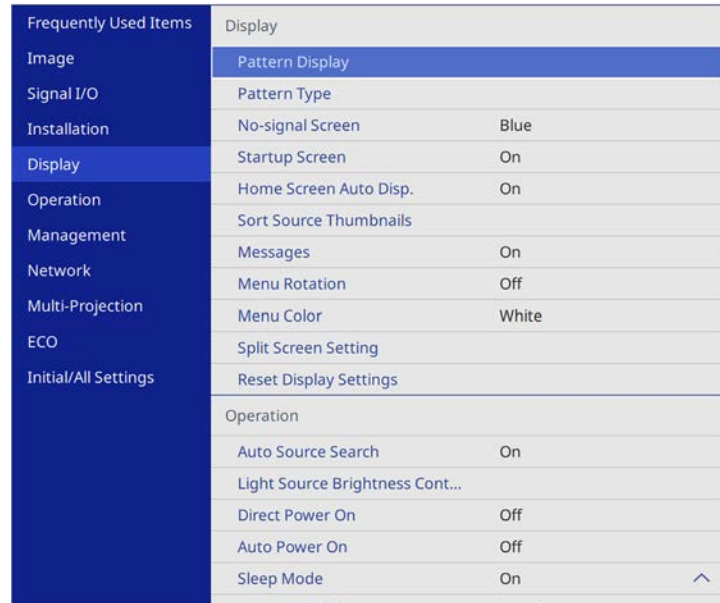 Frequently Used Items
Image
Signal I/O
Installation
Display
Operation
Management
Network
Multi-Projection
ECO
Initial/All Settings
Display
Pattern Display
Pattern Type
No-signal Screen Blue
Startup Screen On
Home Screen Auto Disp. On
Sort Source Thumbnails
Messages On
Menu Rotation Off
Menu Color White
Split Screen Setting
Reset Display Settings
Operation
Auto Source Search On
Light Source Brightness Cont...
Direct Power On Off
Auto Power On Off
Sleep Mode On